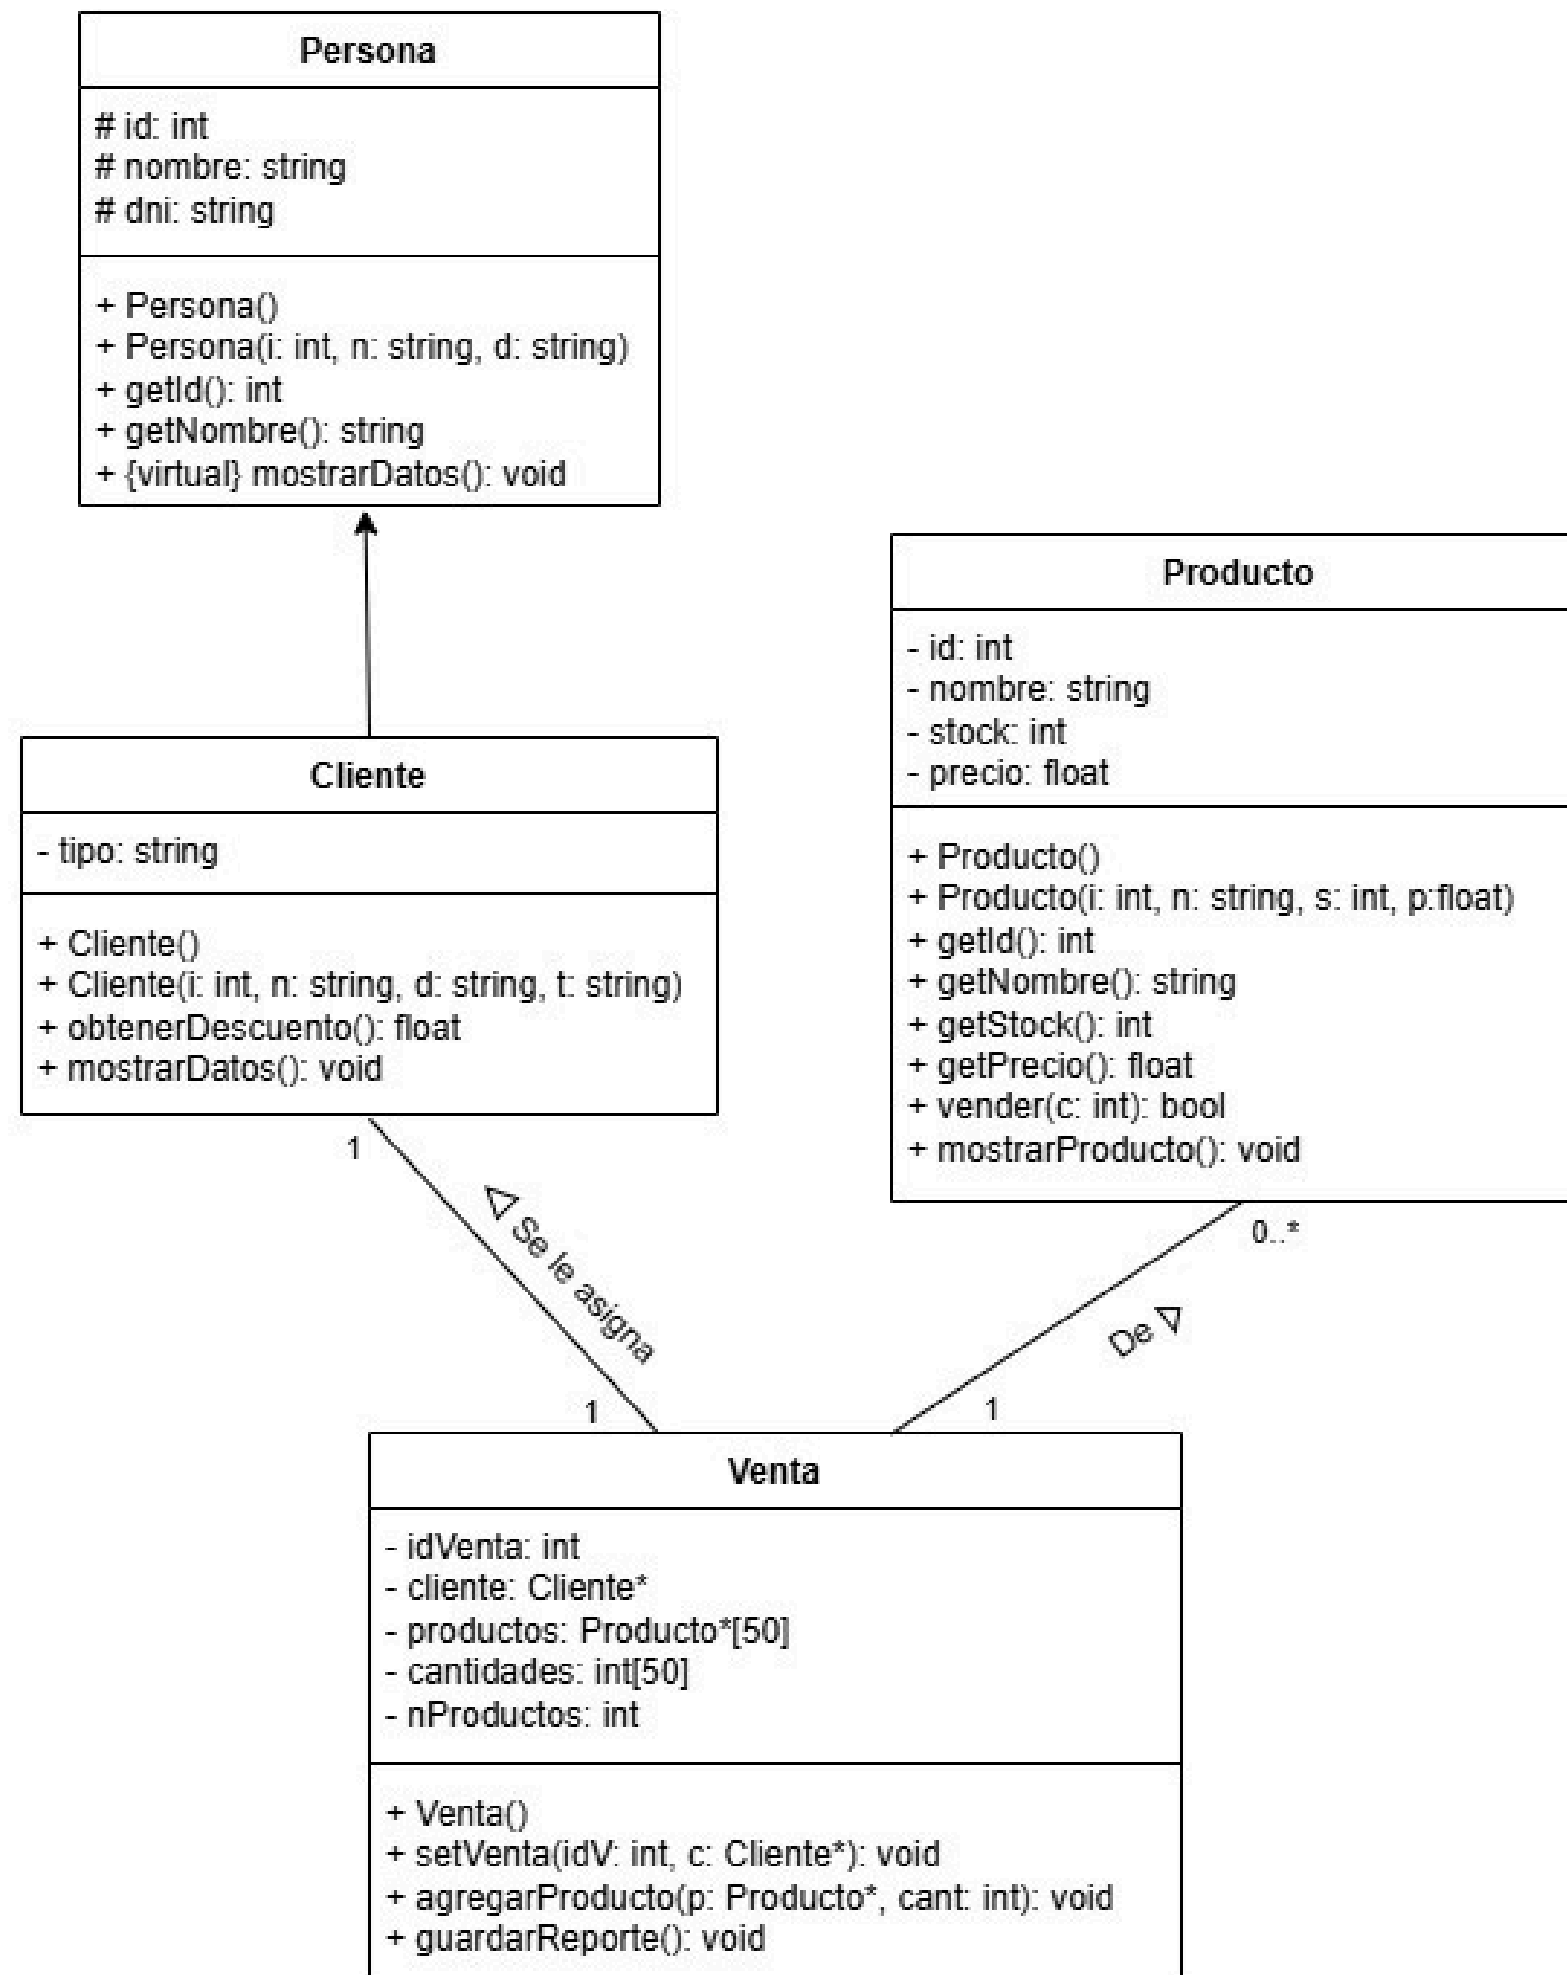 Persona
# id: int
# nombre: string
# dni: string
+ Persona()
+ Persona(i: int, n: string, d: string)
+ getId(): int
+ getNombre(): string
+ {virtual} mostrarDatos(): void
Producto
- id: int
- nombre: string
- stock: int
- precio: float
+ Producto()
+ Producto(i: int, n: string, s: int, p:float)
+ getId(): int
+ getNombre(): string
+ getStock(): int
+ getPrecio(): float
+ vender(c: int): bool
+ mostrarProducto(): void
Cliente
- tipo: string
+ Cliente()
+ Cliente(i: int, n: string, d: string, t: string)
+ obtenerDescuento(): float
+ mostrarDatos(): void
1
Se le asigna
1
0..*
De
1
Venta
- idVenta: int
- cliente: Cliente*
- productos: Producto*[50]
- cantidades: int[50]
- nProductos: int
+ Venta()
+ setVenta(idV: int, c: Cliente*): void
+ agregarProducto(p: Producto*, cant: int): void
+ guardarReporte(): void